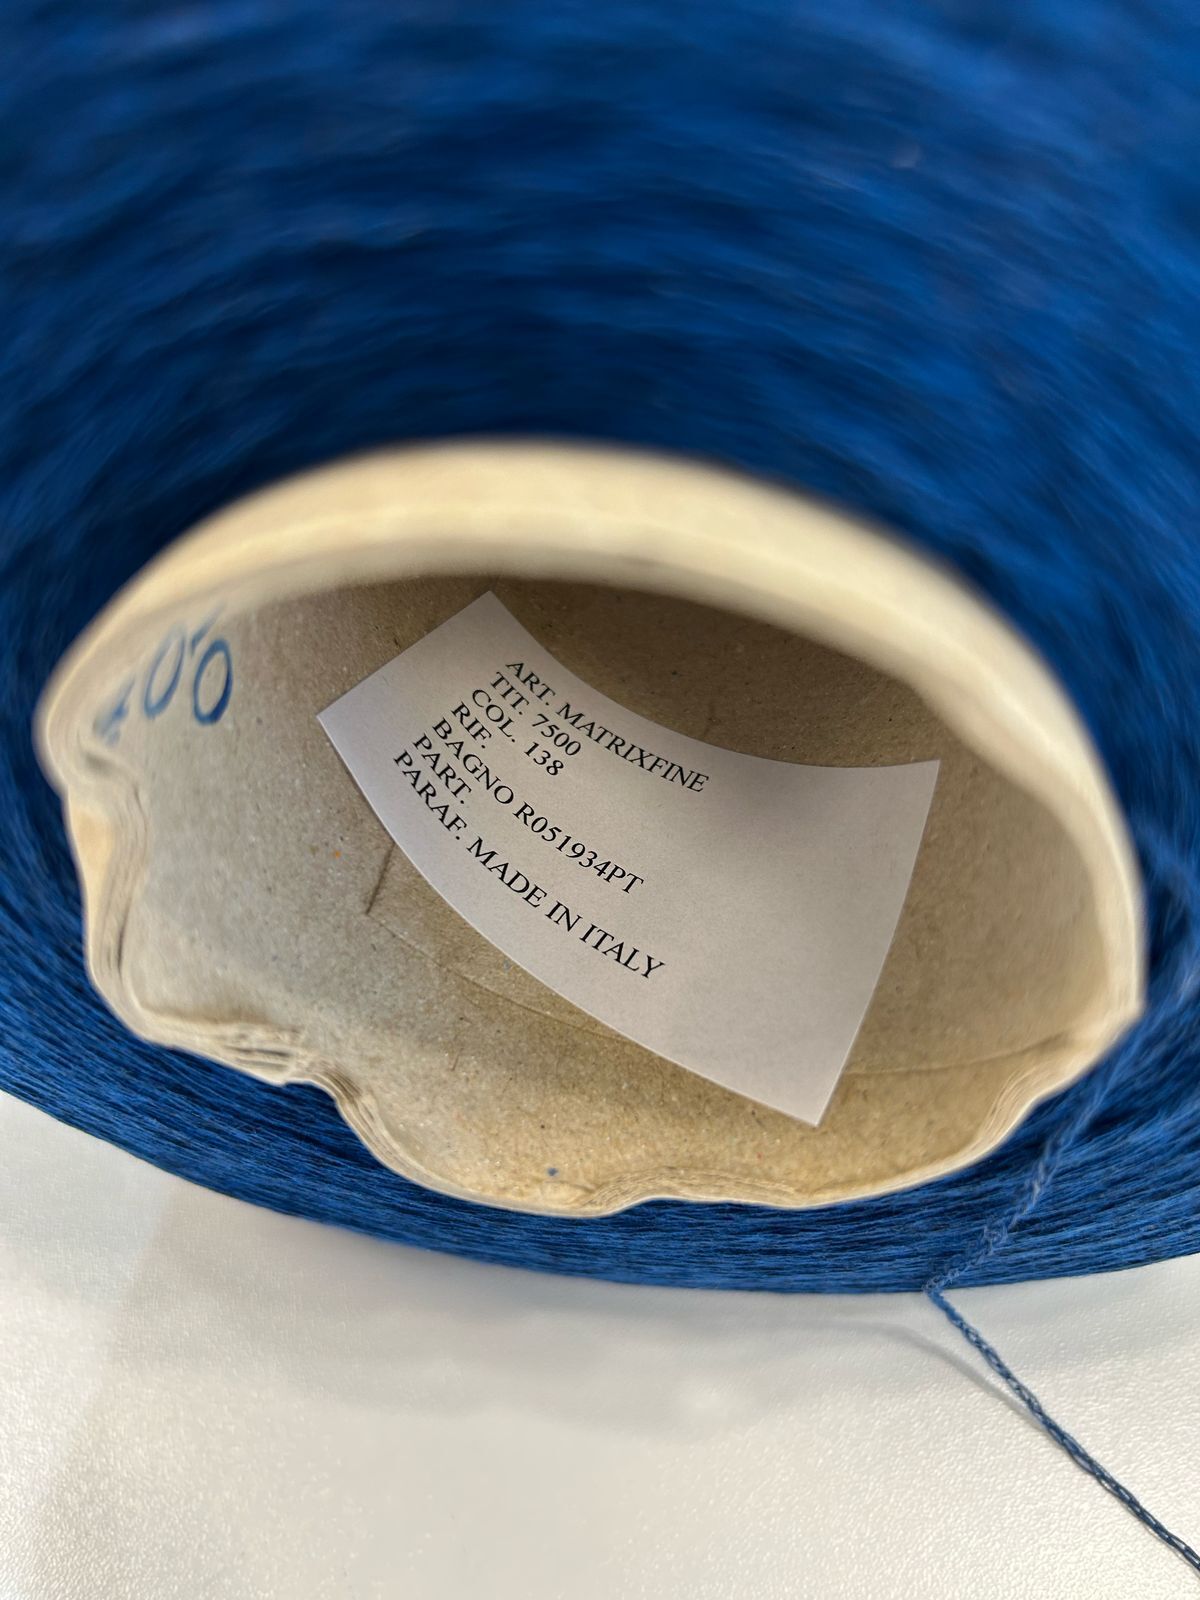 ART. MATRIXFINE
TIT. 7500
COL. 138
RIF.
BAGNO R051934PT
PART.
PARAF. MADE IN ITALY